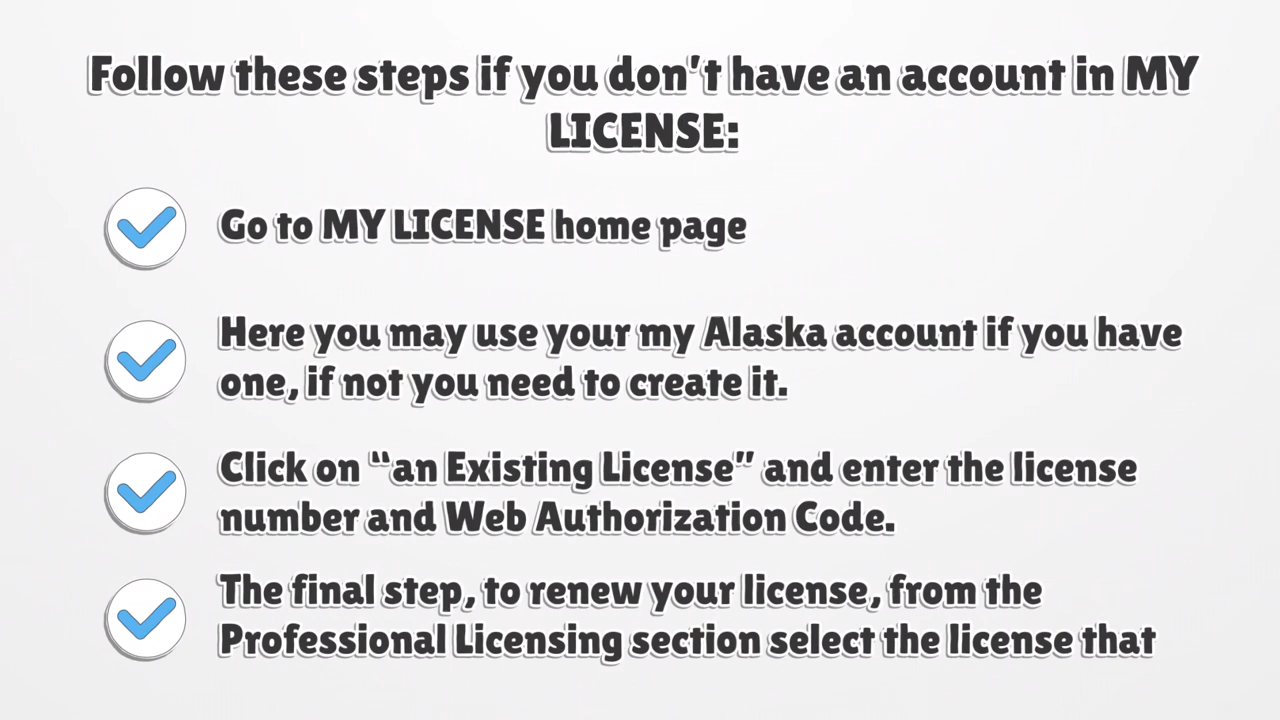 Follow these steps if you don't have an account in MY
LICENSE:
Go to MY LICENSE home page
Here you may use your my Alaska account if you have
one, if not you need to create it.
Click on “an Existing License” and enter the license
number and Web Authorization Code.
The final step, to renew your license, from the
Professional Licensing section select the license that